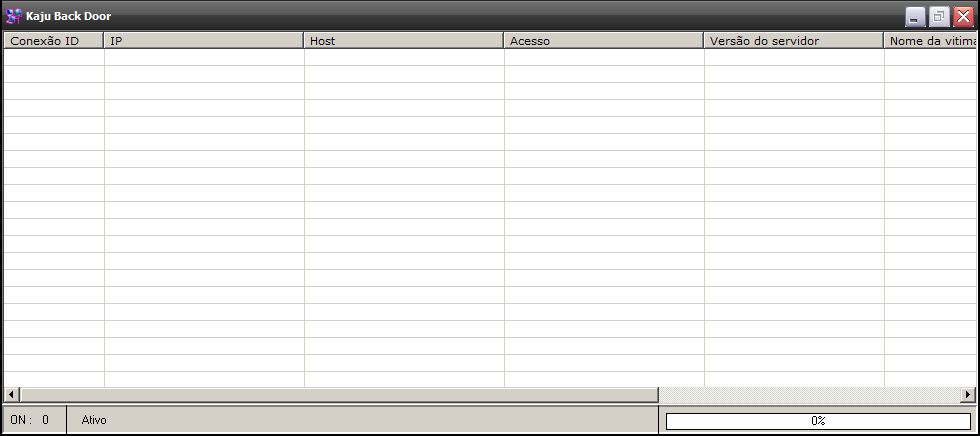 Kaju Back Door
Conexão ID IP Host Acesso Versão do servidor Nome da vitima
ON : 0 Ativo 0%